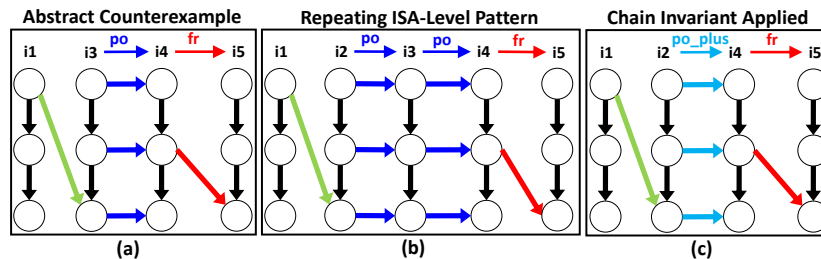 Abstract Counterexample
po fr
i1 i3 i4 i5
(a)
Repeating ISA-Level Pattern
po po fr
i1 i2 i3 i4 i5
(b)
Chain Invariant Applied
po_plus fr
i1 i2 i4 i5
(c)